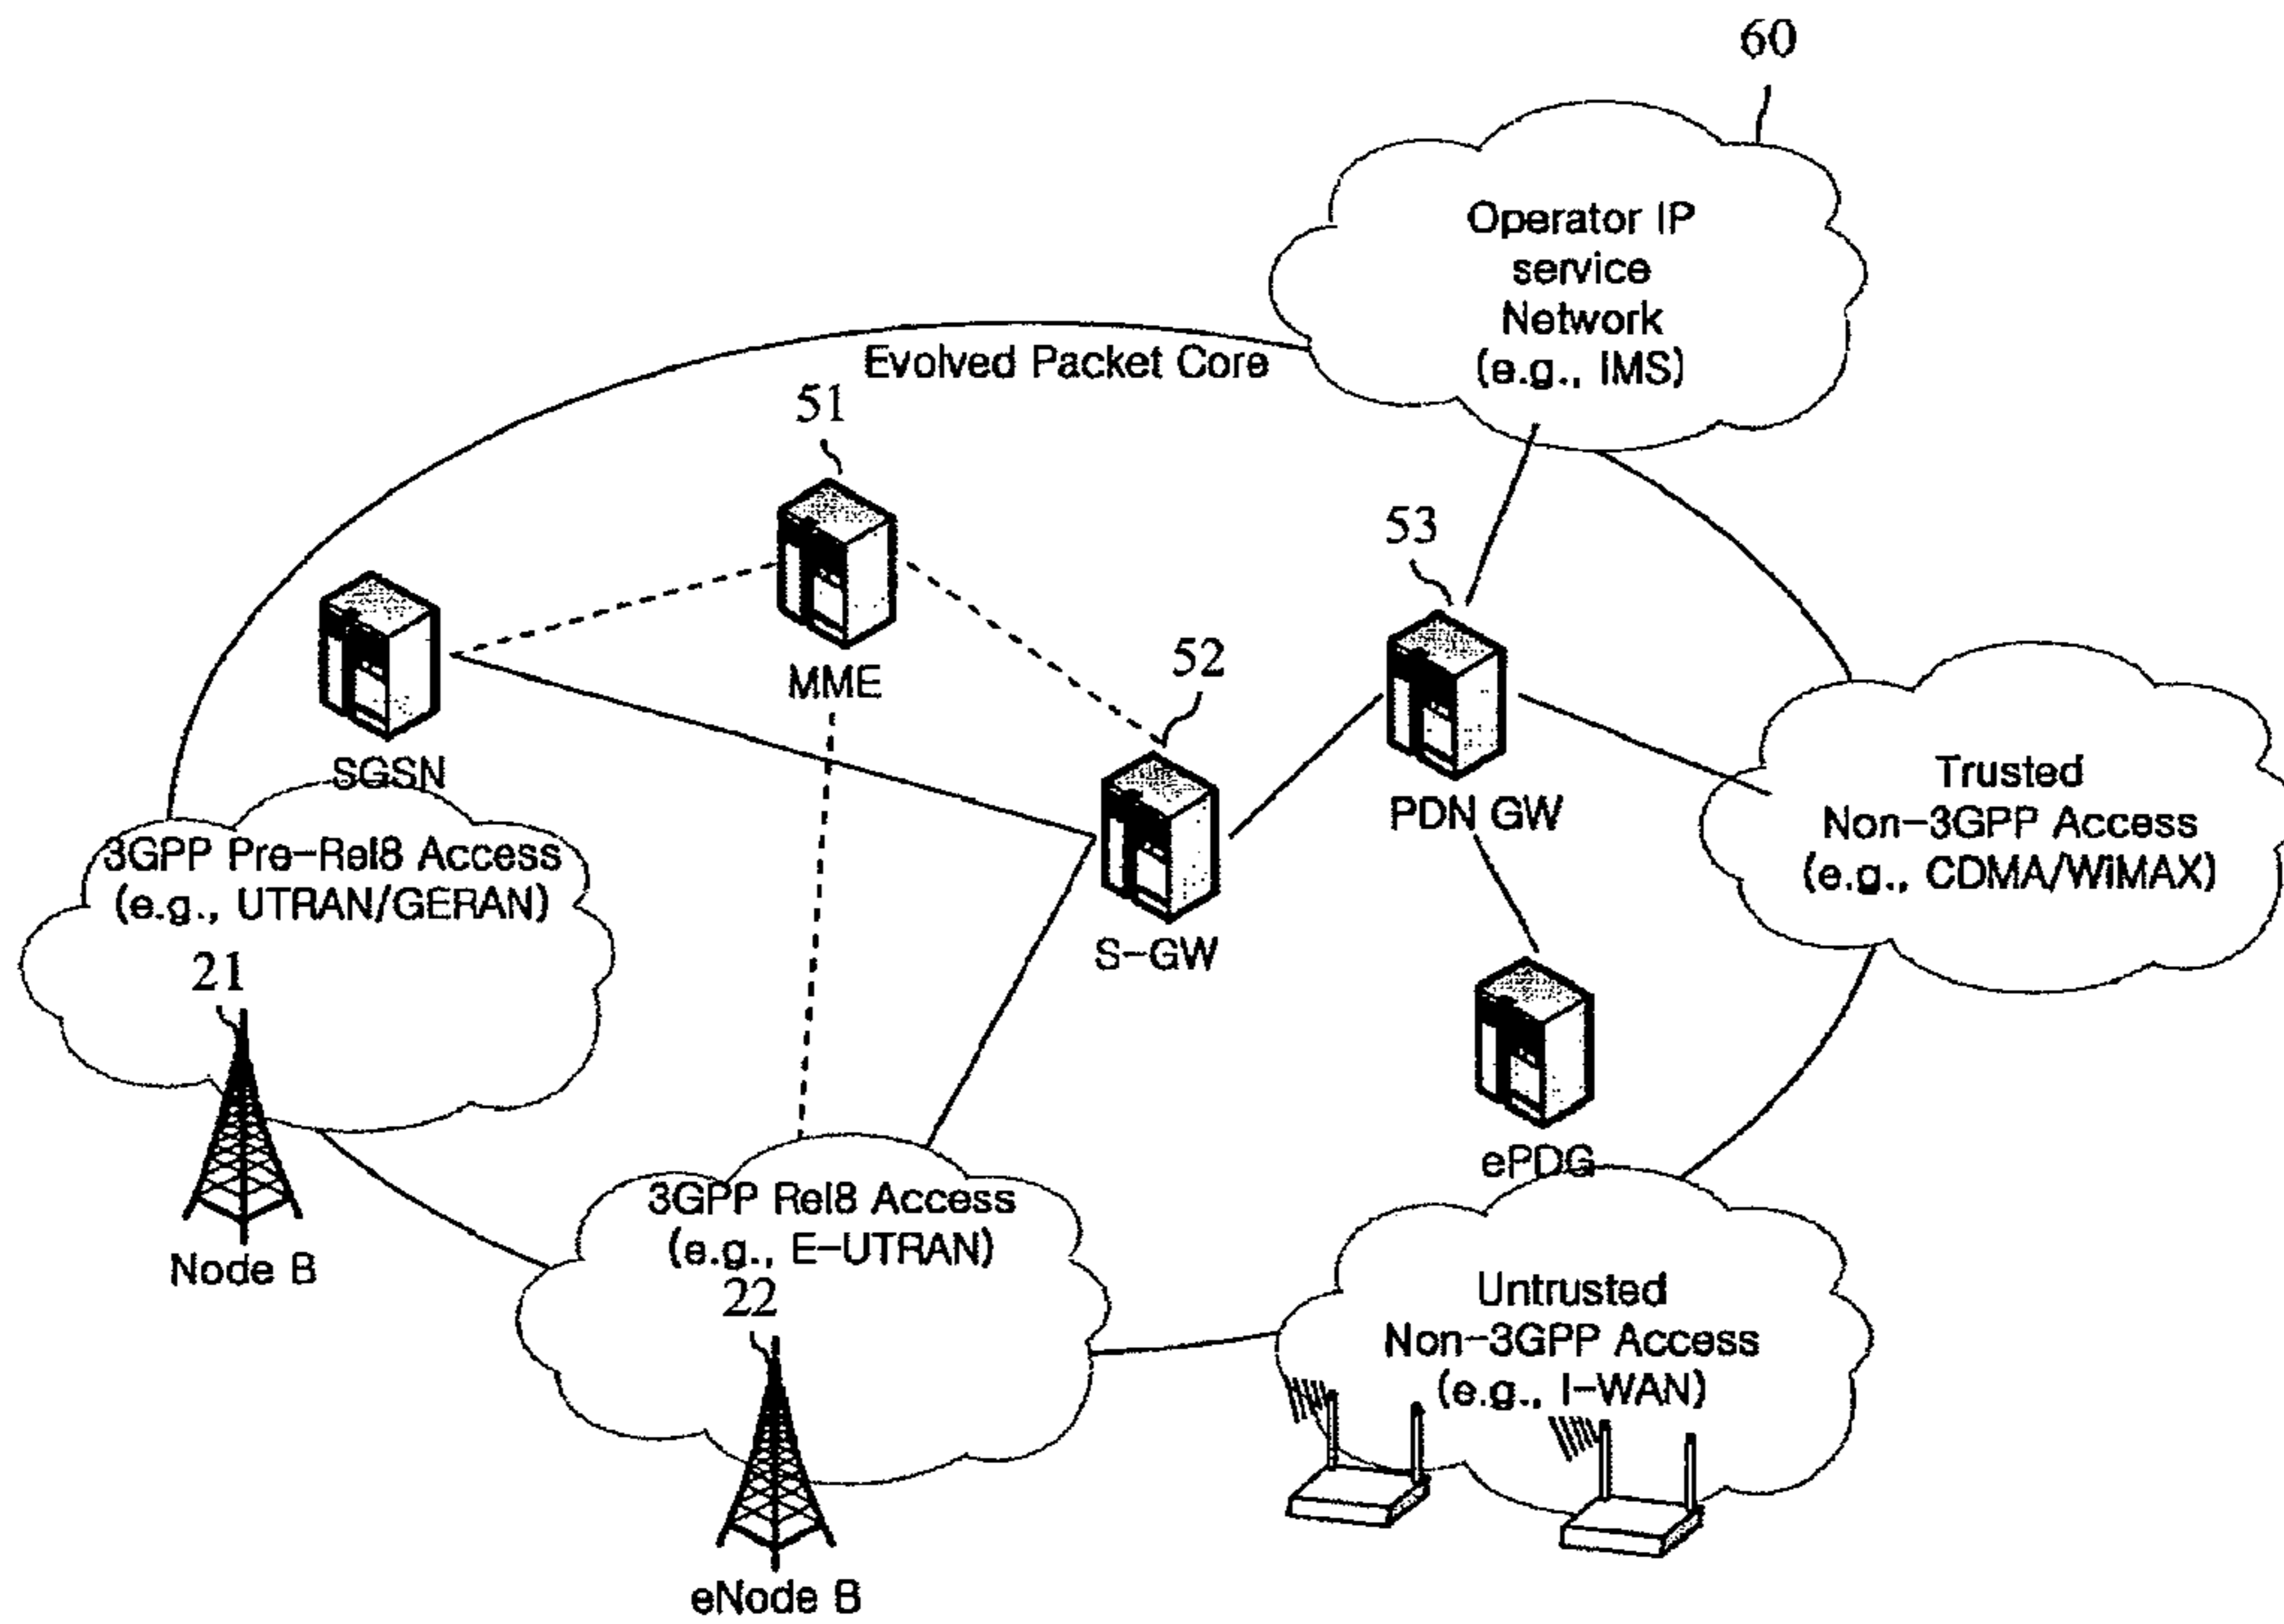 60
Operator IP
service
Network
(e.g., IMS)
Evolved Packet Core
51
53
MME
52
SGSN
PDN GW
Trusted
Non-3GPP Access
(e.g., CDMA/WiMAX)
3GPP Pre-Rel8 Access
(e.g., UTRAN/GERAN)
S-GW
21
ePDG
Node B
3GPP Rel8 Access
(e.g., E-UTRAN)
22
Untrusted
Non-3GPP Access
(e.g., I-WAN)
eNode B